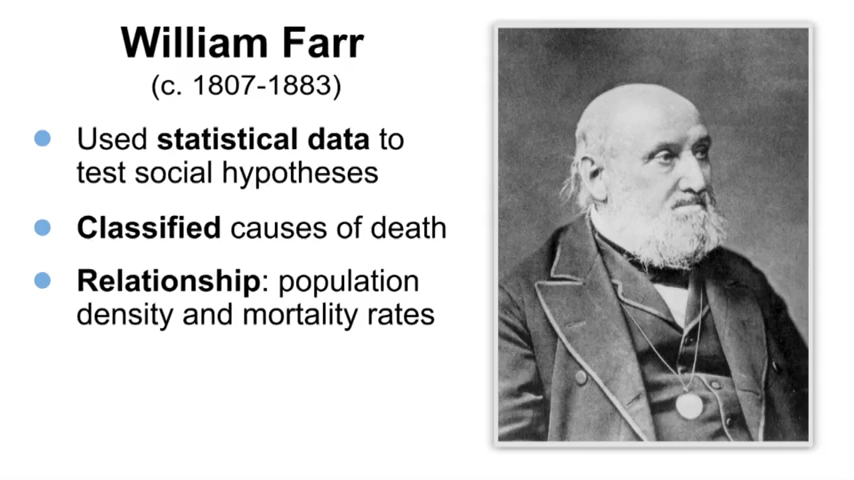 William Farr
(c. 1807-1883)
Used statistical data to
test social hypotheses
Classified causes of death
Relationship: population
density and mortality rates